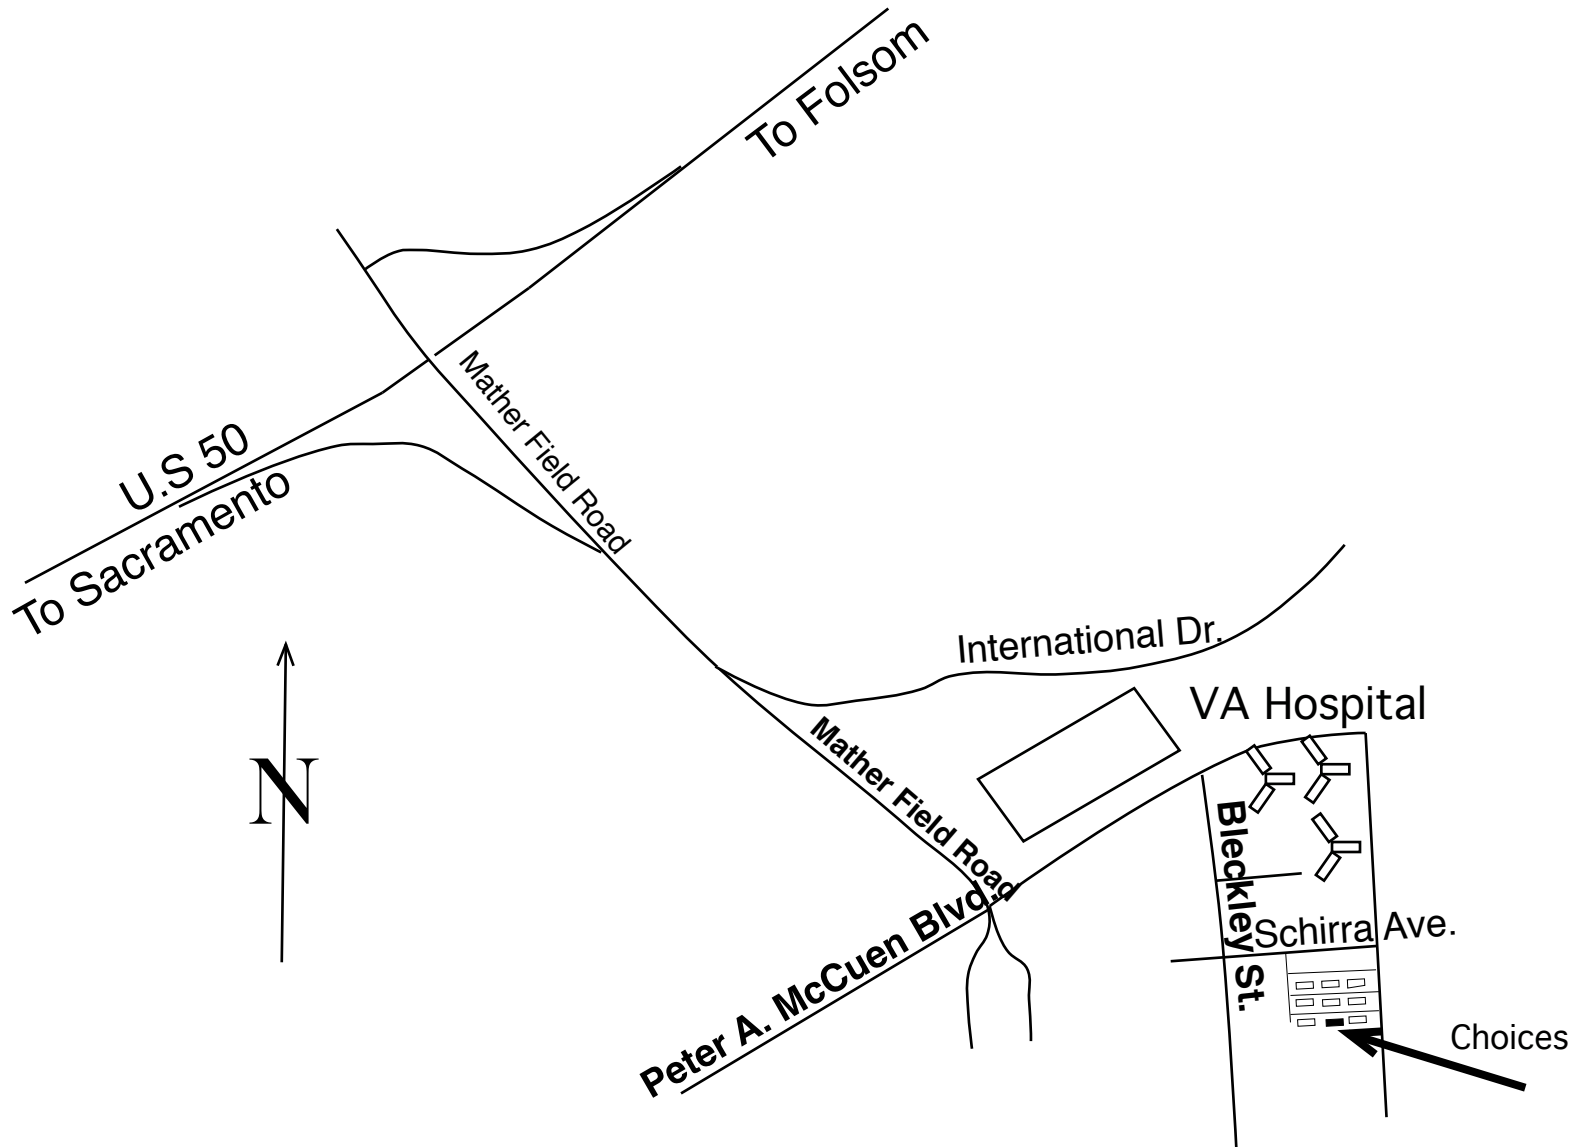 To Folsom
Mather Field Road
U.S 50
To Sacramento
International Dr.
VA Hospital
Mather Field Road
N
Bleckley St.
Peter A. McCuen Blvd.
Schirra Ave.
Choices